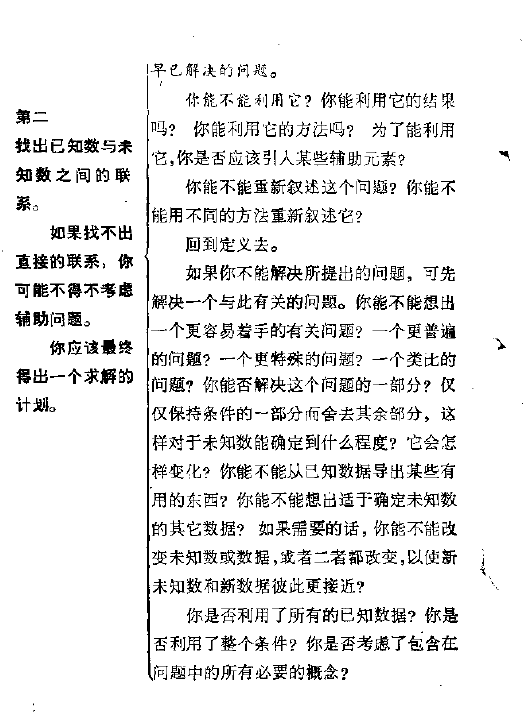 第二
找出已知数与未
知数之间的联
系。
如果找不出
直接的联系，你
可能不得不考虑
辅助问题。
你应该最终
得出一个求解的
计划。
早已解决的问题。
你能不能利用它？你能利用它的结果
吗？ 你能利用它的方法吗？ 为了能利用
它，你是否应该引入某些辅助元素？
你能不能重新叙述这个问题？你能不
能用不同的方法重新叙述它？
回到定义去。
如果你不能解决所提出的问题，可先
解决一个与此有关的问题。你能不能想出
一个更容易着手的有关问题？一个更普遍
的问题？一个更特殊的问题？一个类比的
问题？你能否解决这个问题的一部分？仅
仅保持条件的一部分而舍去其余部分，这
样对于未知数能确定到什么程度？它会怎
样变化？你能不能从已知数据导出某些有
用的东西？你能不能想出适于确定未知数
的其它数据？ 如果需要的话，你能不能改
变未知数或数据，或者二者都改变，以使新
未知数和新数据彼此更接近？
你是否利用了所有的已知数据？你是
否利用了整个条件？你是否考虑了包含在
问题中的所有必要的概念？